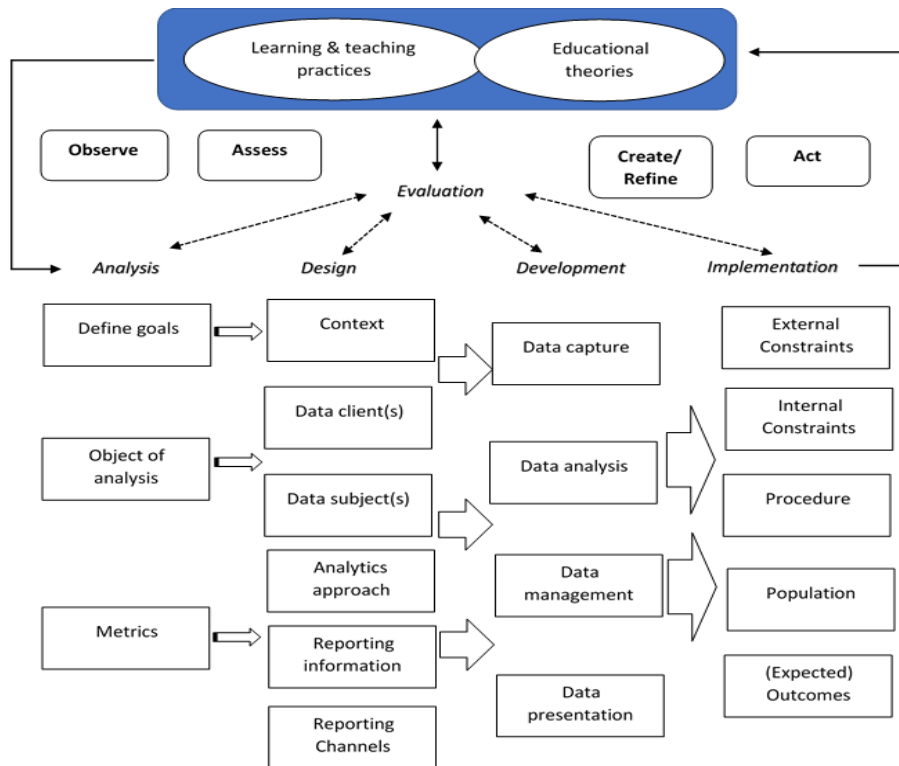 Learning & teaching
practices
Educational
theories
Observe
Assess
Create/
Refine
Act
Evaluation
Analysis
Design
Development
Implementation
Define goals
Context
Data capture
External
Constraints
Data client(s)
Internal
Constraints
Object of
analysis
Data analysis
Data subject(s)
Procedure
Analytics
approach
Data
management
Population
Metrics
Reporting
information
(Expected)
Outcomes
Data
presentation
Reporting
Channels